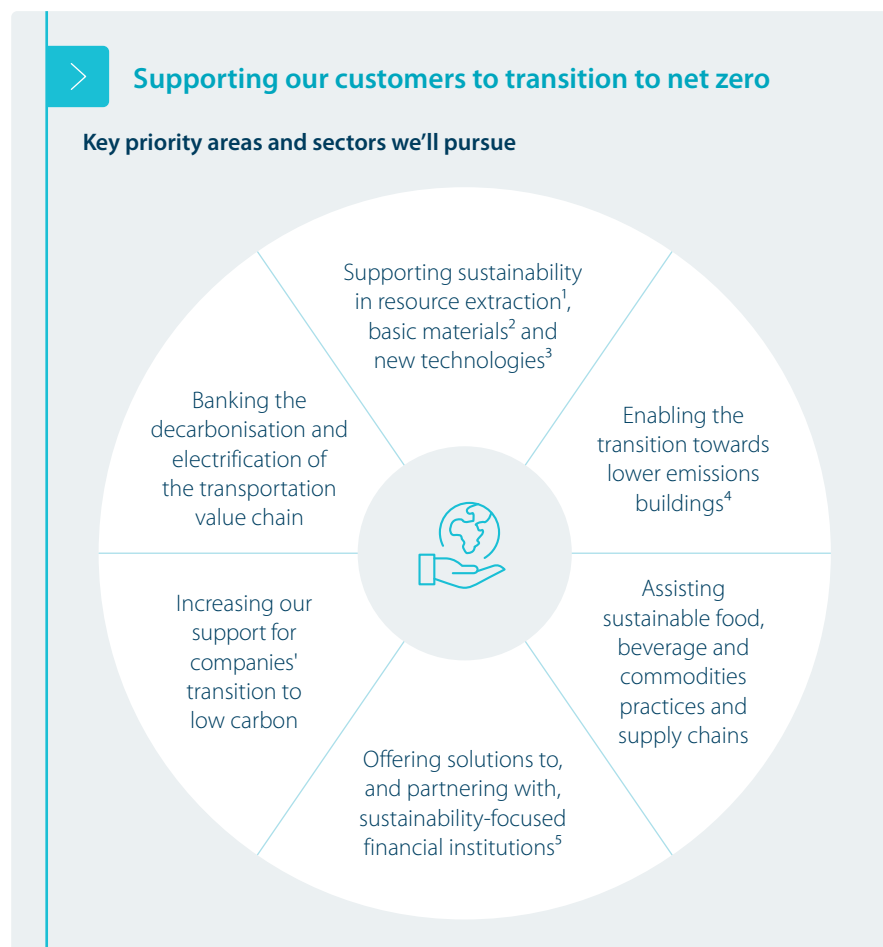 Supporting our customers to transition to net zero
Key priority areas and sectors we'll pursue
Supporting sustainability
in resource extraction¹,
basic materials² and
new technologies³
Enabling the
transition towards
lower emissions
buildings⁴
Assisting
sustainable food,
beverage and
commodities
practices and
supply chains
Offering solutions to,
and partnering with,
sustainability-focused
financial institutions⁵
Increasing our
support for
companies'
transition to
low carbon
Banking the
decarbonisation and
electrification of
the transportation
value chain